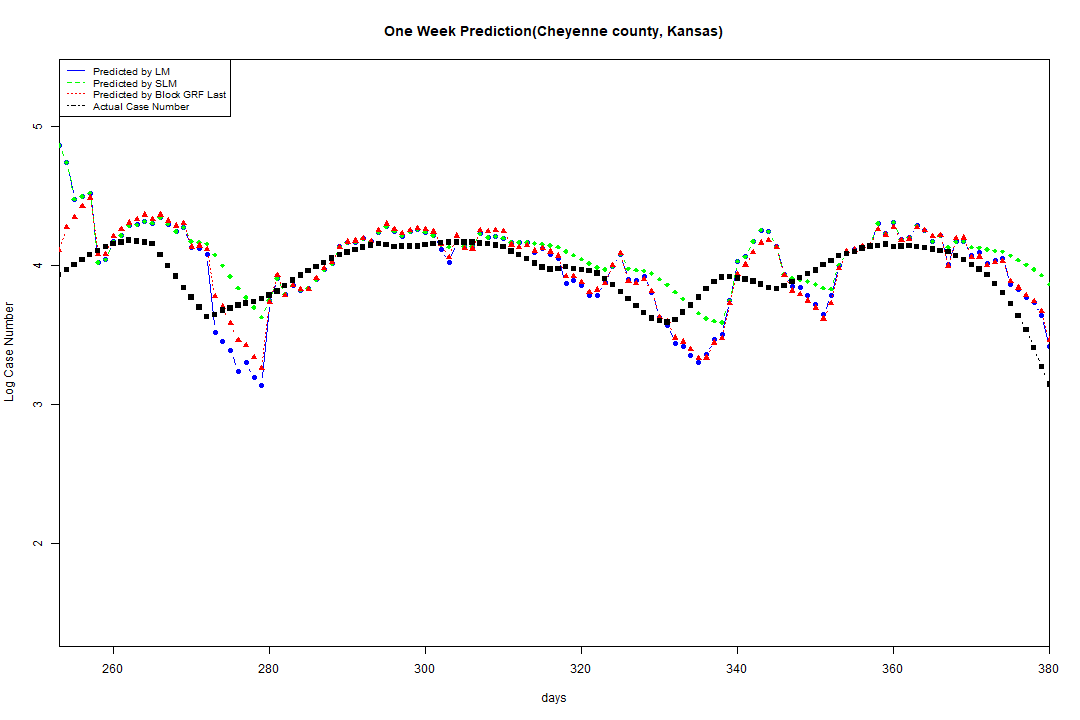 One Week Prediction(Cheyenne county, Kansas)
Predicted by LM
Predicted by SLM
Predicted by Block GRF Last
Actual Case Number
5
4
3
2
Log Case Number
260 280 300 320 340 360 380
days